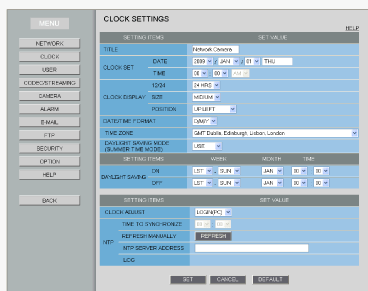 MENU
NETWORK
CLOCK
USER
CODEC/STREAMING
CAMERA
ALARM
E-MAIL
FTP
SECURITY
OPTION
HELP
BACK
CLOCK SETTINGS
HELP
SETTING ITEMS SET VALUE
TITLE Network Camera
CLOCK SET DATE 2009 / JAN / 01 THU
TIME 00 : 00 AM
CLOCK DISPLAY 12/24 24 HRS
SIZE MIDIUM
POSITION UP LEFT
DATE/TIME FORMAT D/M/Y
TIME ZONE GMT Dublin, Edinburgh, Lisbon, London
DAYLIGHT SAVING MODE (SUMMER TIME MODE) USE
SETTING ITEMS WEEK MONTH TIME
DAYLIGHT SAVING ON LST - SUN JAN 00 : 00
OFF LST - SUN JAN 00 : 00
SETTING ITEMS SET VALUE
CLOCK ADJUST LOGIN(PC)
NTP TIME TO SYNCHRONIZE
REFRESH MANUALLY REFRESH
NTP SERVER ADDRESS
LOG
SET CANCEL DEFAULT